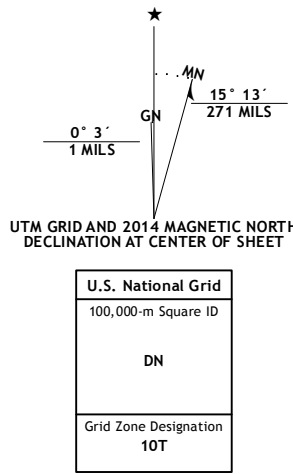 ★
MN
GN
15° 13´
271 MILS
0° 3´
1 MILS
UTM GRID AND 2014 MAGNETIC NORTH
DECLINATION AT CENTER OF SHEET
U.S. National Grid
100,000-m Square ID
DN
Grid Zone Designation
10T